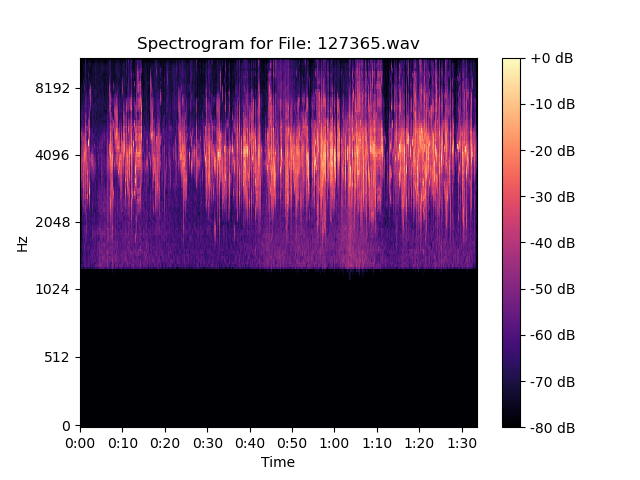 Spectrogram for File: 127365.wav
+0 dB
8192
-10 dB
4096
-20 dB
-30 dB
2048
Hz
-40 dB
1024
-50 dB
512
-60 dB
-70 dB
0
-80 dB
0:00 0:10 0:20 0:30 0:40 0:50 1:00 1:10 1:20 1:30
Time